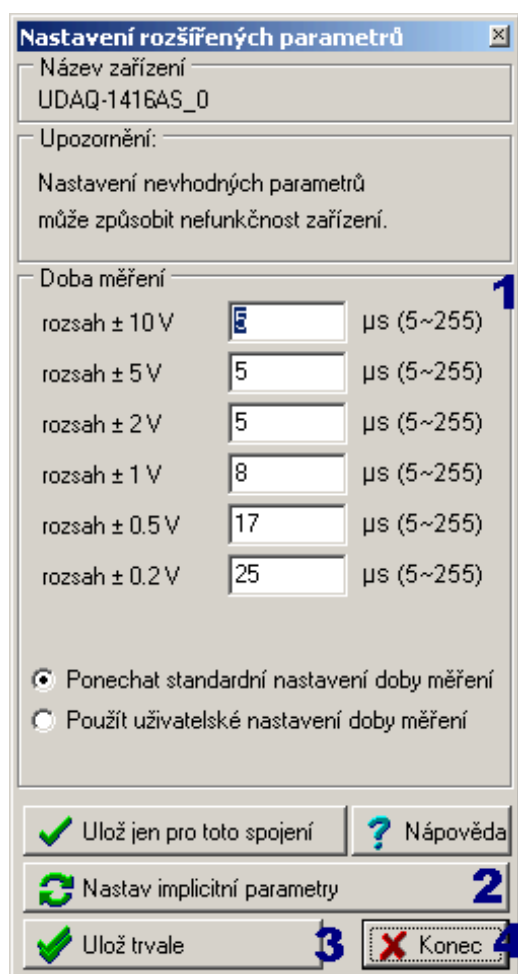 Nastavení rozšířených parametrů
Název zařízení
UDAQ-1416AS_0
Upozornění:
Nastavení nevhodných parametrů
může způsobit nefunkčnost zařízení.
Doba měření
1
rozsah ± 10 V 5 µs (5~255)
rozsah ± 5 V 5 µs (5~255)
rozsah ± 2 V 5 µs (5~255)
rozsah ± 1 V 8 µs (5~255)
rozsah ± 0.5 V 17 µs (5~255)
rozsah ± 0.2 V 25 µs (5~255)
Ponechat standardní nastavení doby měření
Použít uživatelské nastavení doby měření
Ulož jen pro toto spojení ? Nápověda
Nastav implicitní parametry 2
Ulož trvale 3 Konec 4